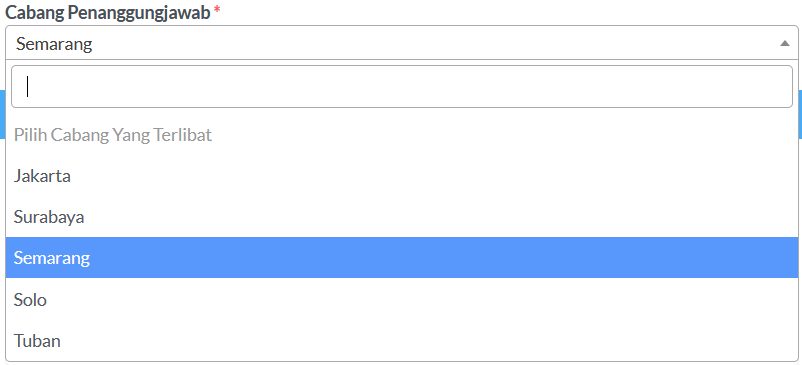 Cabang Penanggungjawab *
Semarang
Pilih Cabang Yang Terlibat
Jakarta
Surabaya
Semarang
Solo
Tuban